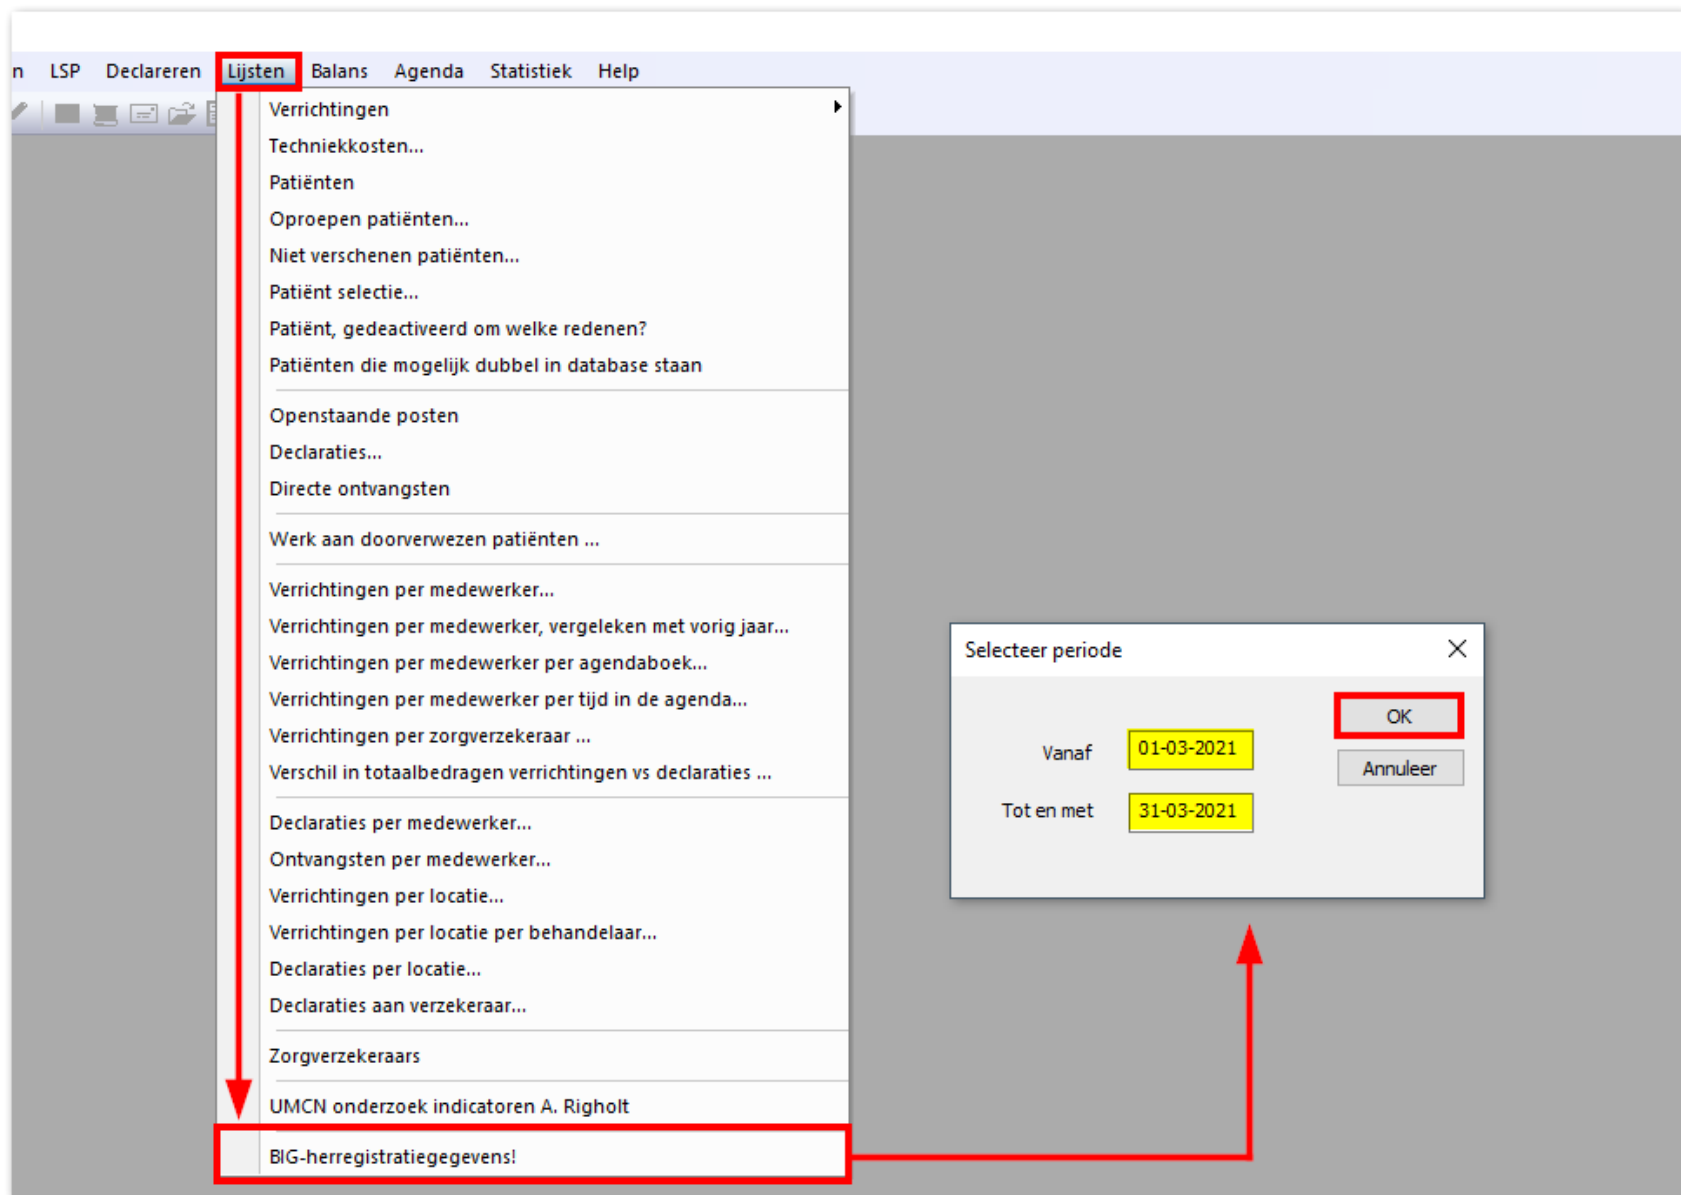 n LSP Declareren Lijsten Balans Agenda Statistiek Help
Verrichtingen
Techniekkosten...
Patiënten
Oproepen patiënten...
Niet verschenen patiënten...
Patiënt selectie...
Patiënt, gedeactiveerd om welke redenen?
Patiënten die mogelijk dubbel in database staan
Openstaande posten
Declaraties...
Directe ontvangsten
Werk aan doorverwezen patiënten ...
Verrichtingen per medewerker...
Verrichtingen per medewerker, vergeleken met vorig jaar...
Verrichtingen per medewerker per agendaboek...
Verrichtingen per medewerker per tijd in de agenda...
Verrichtingen per zorgverzekeraar ...
Verschil in totaalbedragen verrichtingen vs declaraties ...
Declaraties per medewerker...
Ontvangsten per medewerker...
Verrichtingen per locatie...
Verrichtingen per locatie per behandelaar...
Declaraties per locatie...
Declaraties aan verzekeraar...
Zorgverzekeraars
UMCN onderzoek indicatoren A. Righolt
BIG-herregistratiegegevens!
Selecteer periode
OK
Vanaf 01-03-2021
Annuleer
Tot en met 31-03-2021